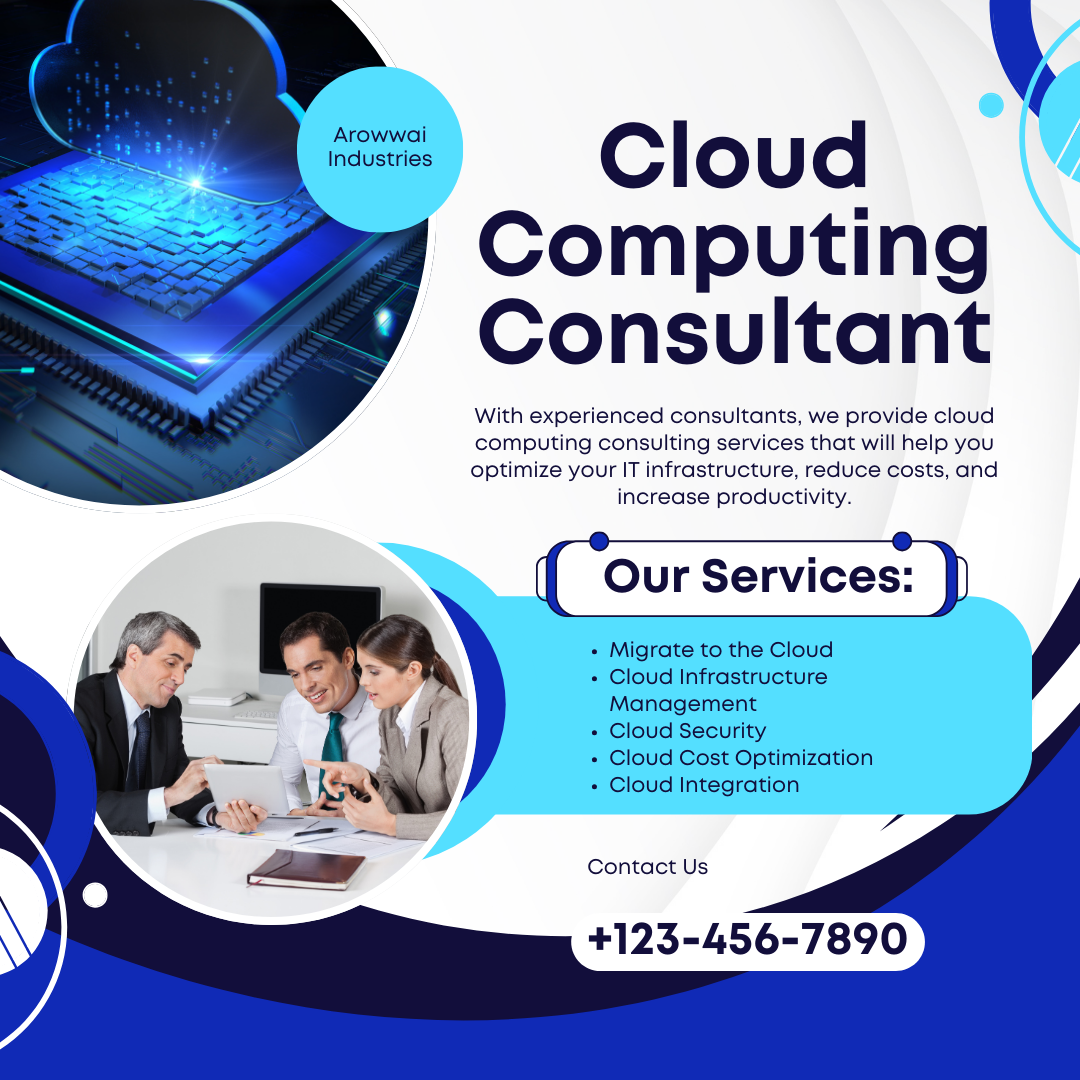 Arowwai
Industries
Cloud
Computing
Consultant
With experienced consultants, we provide cloud
computing consulting services that will help you
optimize your IT infrastructure, reduce costs, and
increase productivity.
Our Services:
• Migrate to the Cloud
• Cloud Infrastructure
Management
• Cloud Security
• Cloud Cost Optimization
• Cloud Integration
Contact Us
+123-456-7890